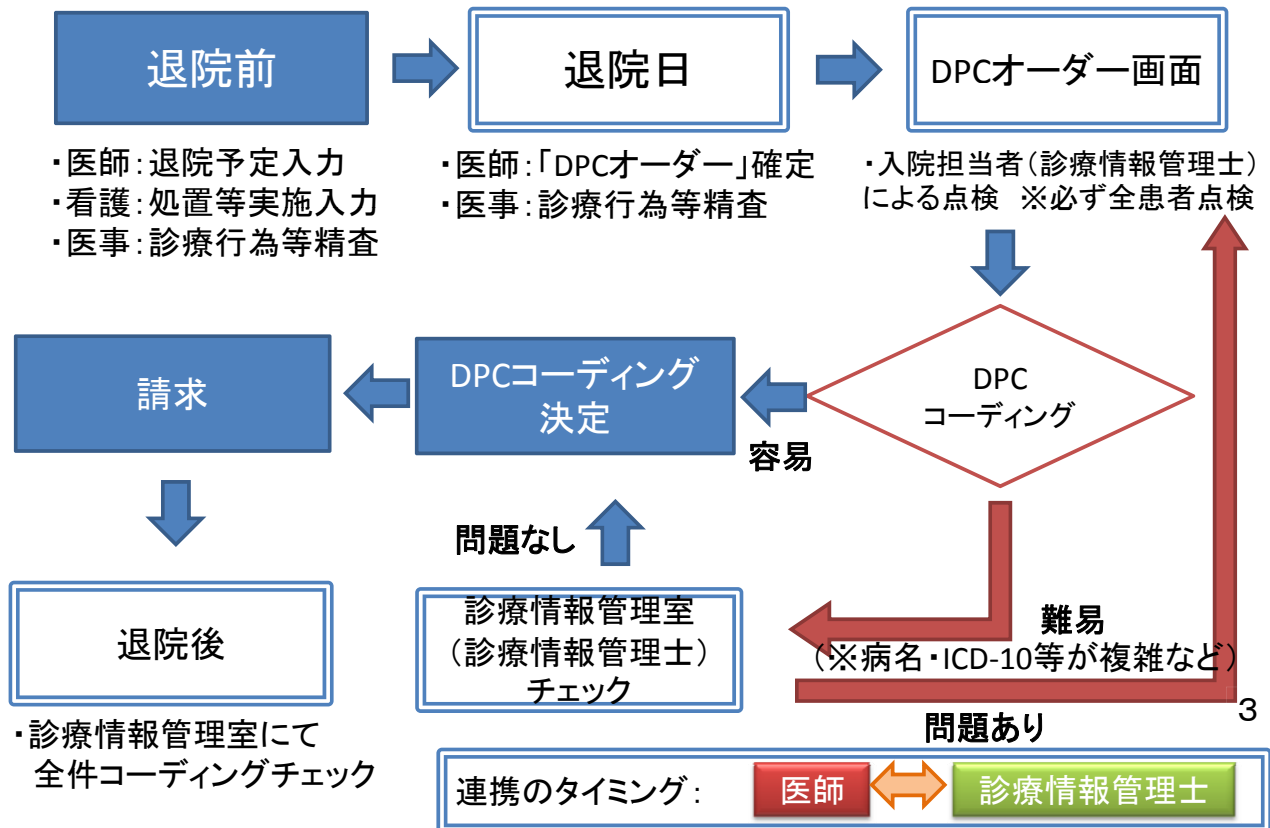 退院前
退院日
DPCオーダー画面
・医師：退院予定入力
・看護：処置等実施入力
・医事：診療行為等精査
・医師：「DPCオーダー」確定
・医事：診療行為等精査
・入院担当者（診療情報管理士）
による点検　※必ず全患者点検
請求
DPCコーディング
決定
DPC
コーディング
容易
問題なし
退院後
診療情報管理室
（診療情報管理士）
チェック
難易
（※病名・ICD-10等が複雑など）
問題あり
3
・診療情報管理室にて
全件コーディングチェック
連携のタイミング：
医師
診療情報管理士